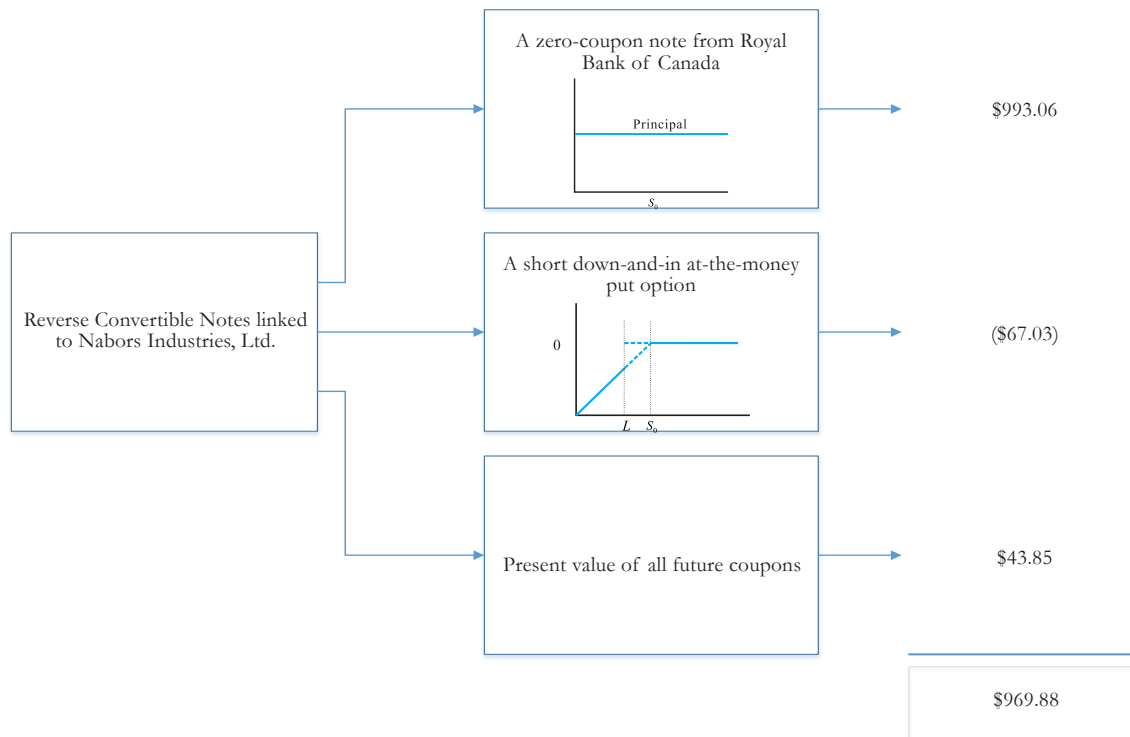 A zero-coupon note from Royal
Bank of Canada
Principal
S₀
$993.06
Reverse Convertible Notes linked
to Nabors Industries, Ltd.
A short down-and-in at-the-money
put option
0
L S₀
($67.03)
Present value of all future coupons
$43.85
$969.88